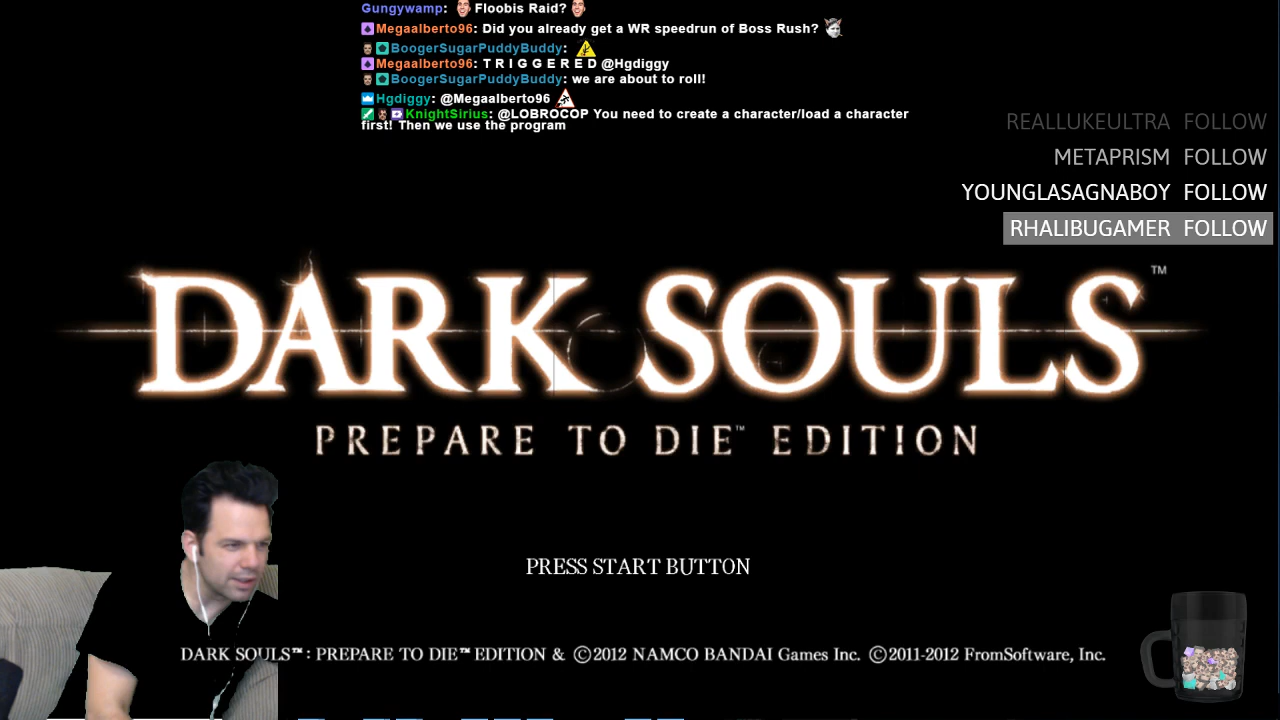 Gungywamp: Floobis Raid?
Megaalberto96: Did you already get a WR speedrun of Boss Rush?
BoogerSugarPuddyBuddy:
Megaalberto96: T R I G G E R E D @Hgdiggy
BoogerSugarPuddyBuddy: we are about to roll!
Hgdiggy: @Megaalberto96
KnightSirius: @LOBROCOP You need to create a character/load a character
first! Then we use the program
REALLUKEULTRA FOLLOW
METAPRISM FOLLOW
YOUNGLASAGNABOY FOLLOW
RHALIBUGAMER FOLLOW
DARK SOULS™
PREPARE TO DIE™ EDITION
PRESS START BUTTON
DARK SOULS™: PREPARE TO DIE™ EDITION & ©2012 NAMCO BANDAI Games Inc. ©2011-2012 FromSoftware, Inc.